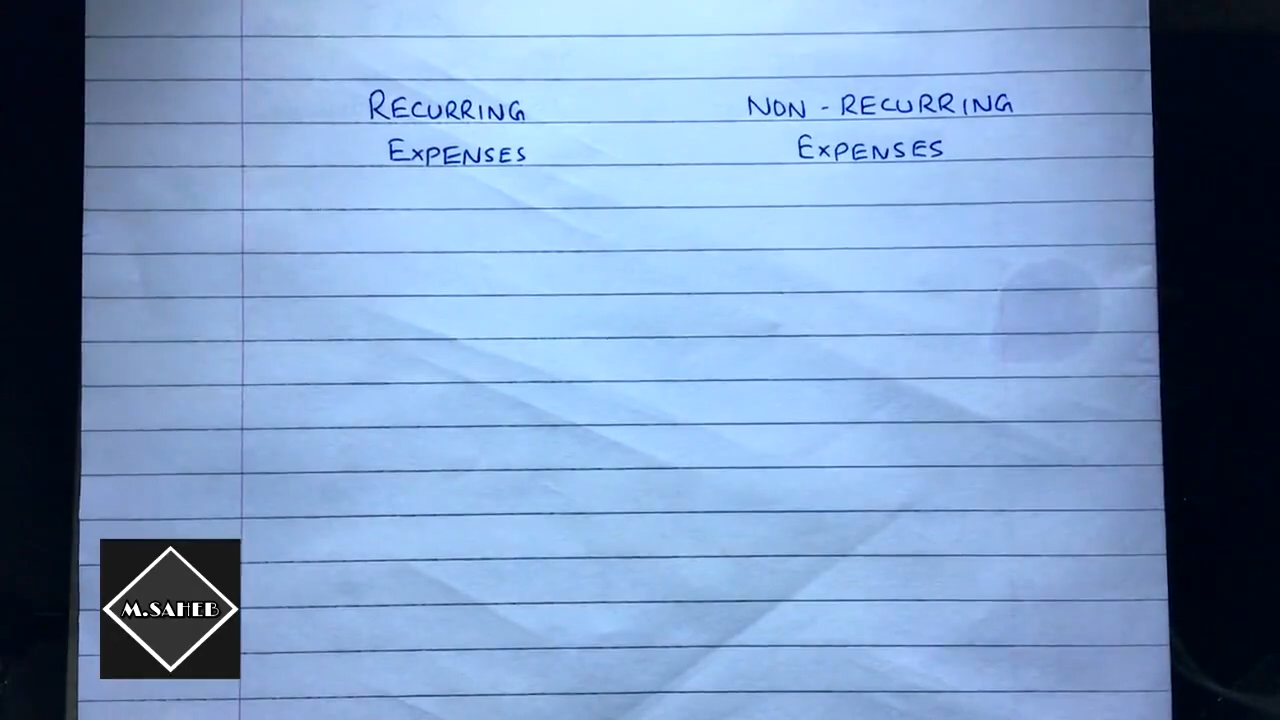 RECURRING
EXPENSES
NON - RECURRING
EXPENSES
M.SAHEB